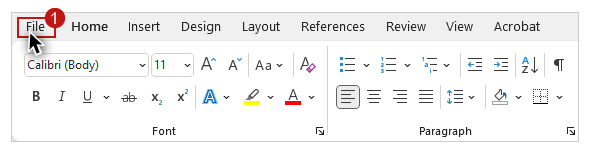 File 1 Home Insert Design Layout References Review View Acrobat
Calibri (Body) 11 A A Aa A A Z
B I U ab x2 x2 A A
Font Paragraph